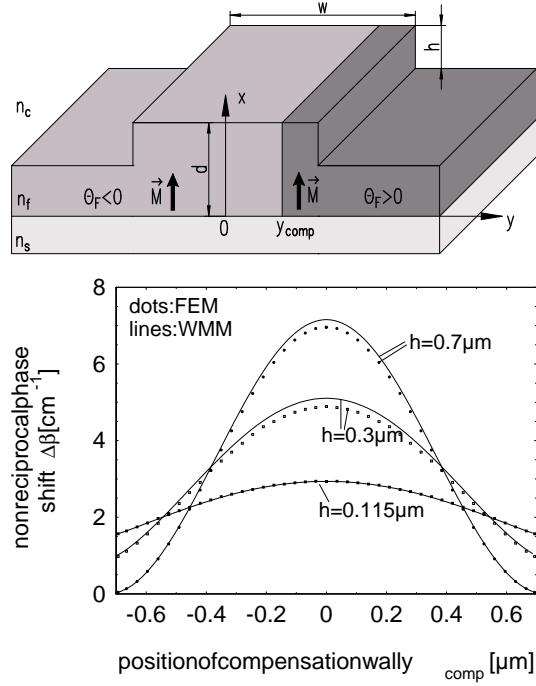 w
h
n_c
x
d
n_f
Θ_F<0
M
M
Θ_F>0
0
y_comp
y
n_s
8
dots:FEM
lines:WMM
h=0.7μm
6
nonreciprocalphase
shift Δβ[cm⁻¹]
4
h=0.3μm
2
h=0.115μm
0
-0.6 -0.4 -0.2 0 0.2 0.4 0.6
positionofcompensationwally comp [μm]